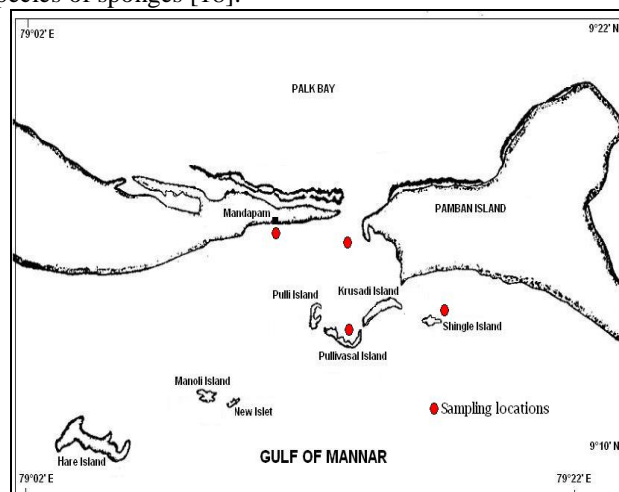 species of sponges [18].
79°02' E
9°22' N
PALK BAY
Mandapam
PAMBAN ISLAND
Pulli Island
Krusadi Island
Shingle Island
Pullivasal Island
Manoli Island
New Islet
Sampling locations
Hare Island
GULF OF MANNAR
9°10' N
79°02' E
79°22' E